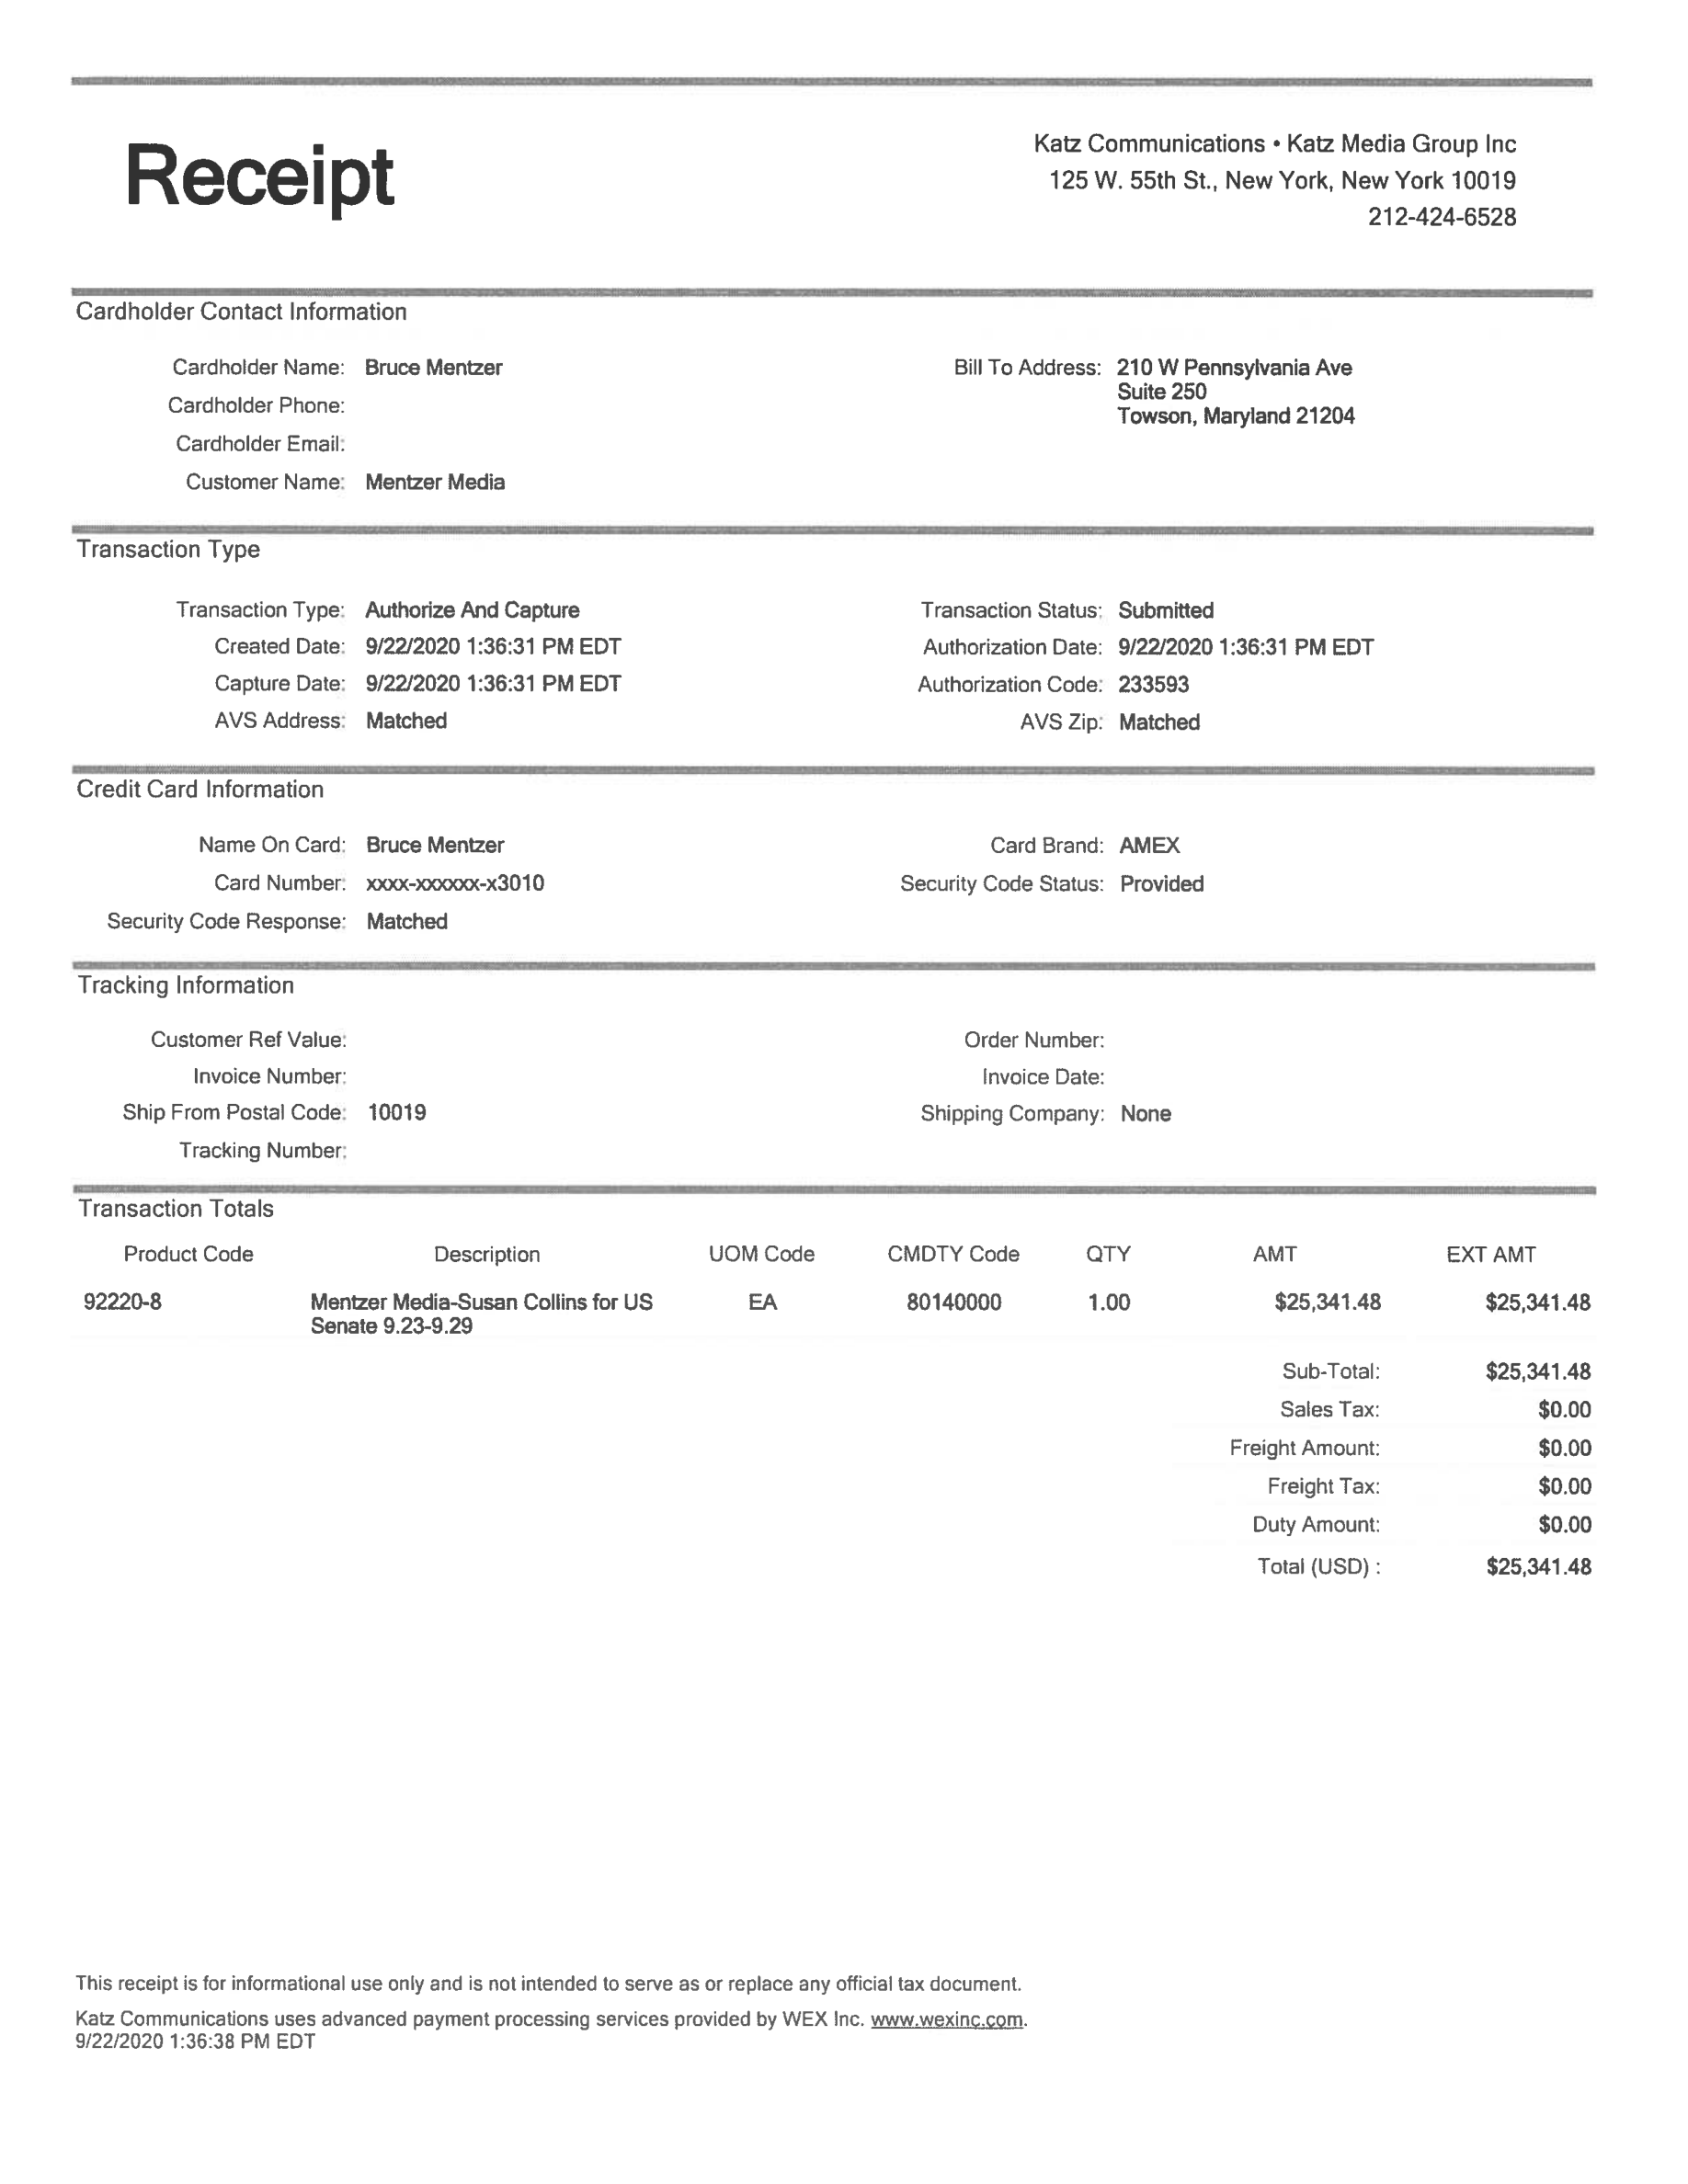 Receipt
Katz Communications • Katz Media Group Inc
125 W. 55th St., New York, New York 10019
212-424-6528
Cardholder Contact Information
Cardholder Name: Bruce Mentzer
Cardholder Phone:
Cardholder Email:
Customer Name: Mentzer Media
Bill To Address: 210 W Pennsylvania Ave
Suite 250
Towson, Maryland 21204
Transaction Type
Transaction Type: Authorize And Capture Transaction Status: Submitted
Created Date: 9/22/2020 1:36:31 PM EDT Authorization Date: 9/22/2020 1:36:31 PM EDT
Capture Date: 9/22/2020 1:36:31 PM EDT Authorization Code: 233593
AVS Address: Matched AVS Zip: Matched
Credit Card Information
Name On Card: Bruce Mentzer Card Brand: AMEX
Card Number: xxxx-xxxxxx-x3010 Security Code Status: Provided
Security Code Response: Matched
Tracking Information
Customer Ref Value: Order Number:
Invoice Number: Invoice Date:
Ship From Postal Code: 10019 Shipping Company: None
Tracking Number:
Transaction Totals
Product Code Description UOM Code CMDTY Code QTY AMT EXT AMT
92220-8 Mentzer Media-Susan Collins for US EA 80140000 1.00 $25,341.48 $25,341.48
Senate 9.23-9.29
Sub-Total: $25,341.48
Sales Tax: $0.00
Freight Amount: $0.00
Freight Tax: $0.00
Duty Amount: $0.00
Total (USD) : $25,341.48
This receipt is for informational use only and is not intended to serve as or replace any official tax document.
Katz Communications uses advanced payment processing services provided by WEX Inc. www.wexinc.com.
9/22/2020 1:36:38 PM EDT